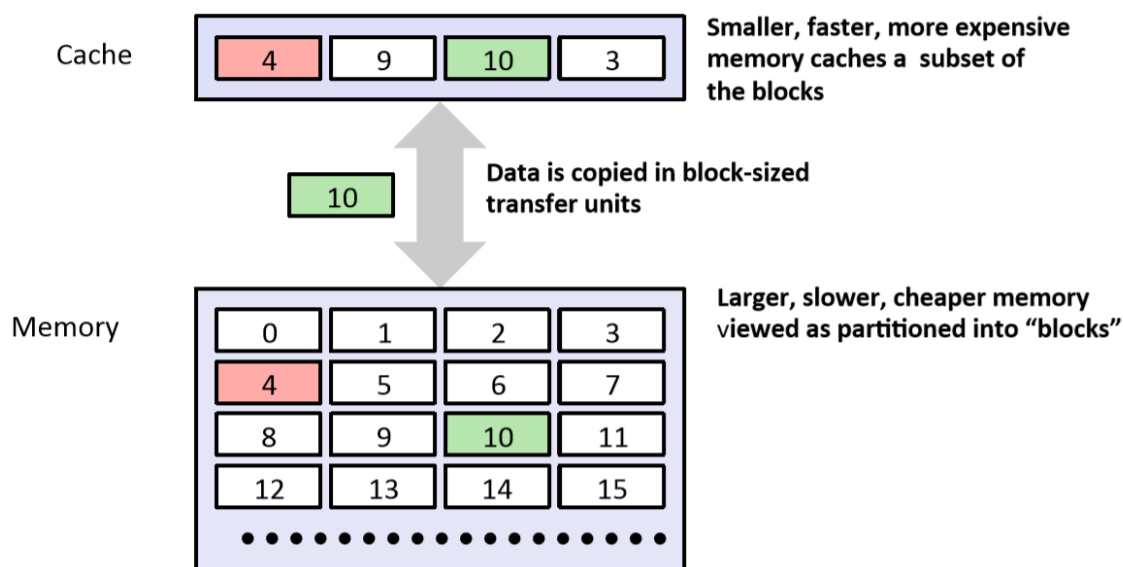 Cache
4 9 10 3
Smaller, faster, more expensive
memory caches a subset of
the blocks
10
Data is copied in block-sized
transfer units
Memory
0 1 2 3
4 5 6 7
8 9 10 11
12 13 14 15
Larger, slower, cheaper memory
viewed as partitioned into “blocks”